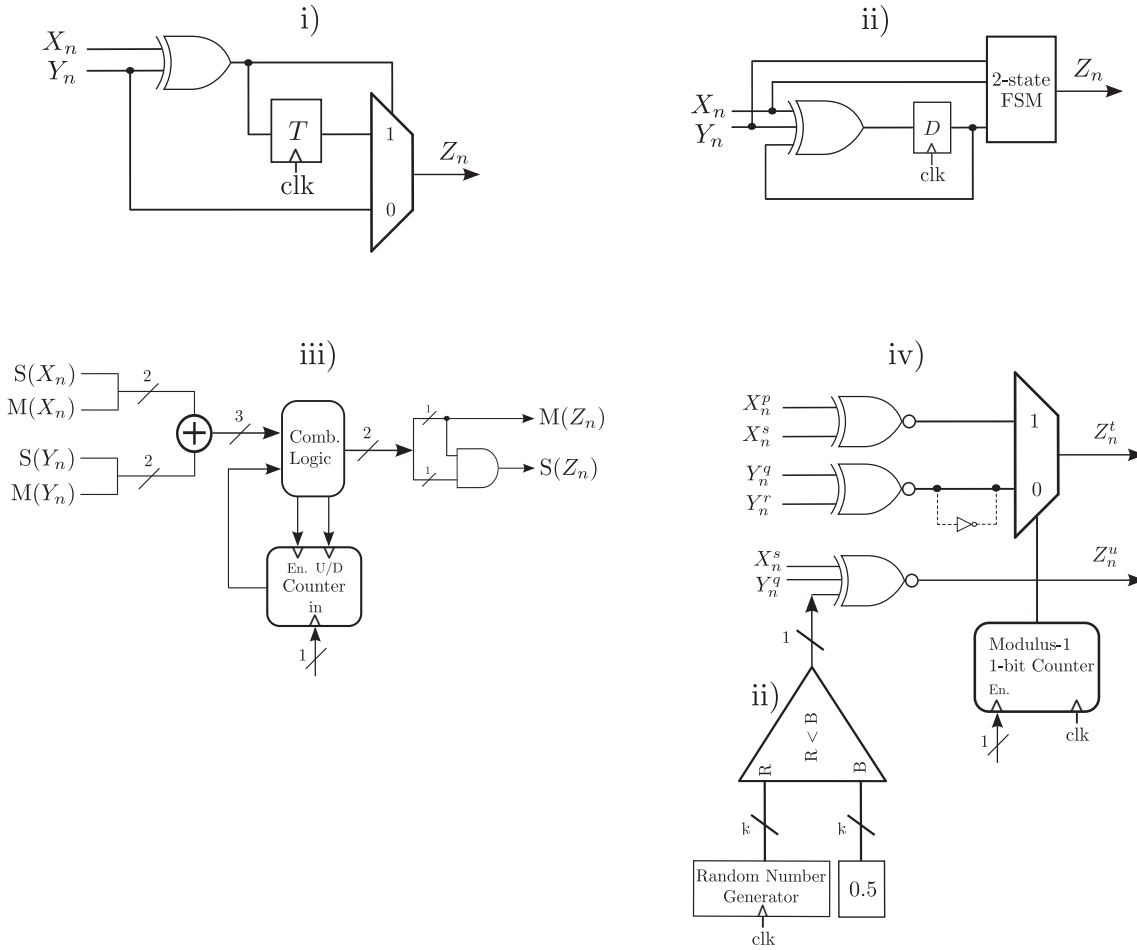 i)
X_n
Y_n
T
clk
1
0
Z_n
ii)
X_n
Y_n
D
clk
2-state
FSM
Z_n
iii)
S(X_n)
M(X_n)
2
S(Y_n)
M(Y_n)
2
3
Comb.
Logic
2
1
1
M(Z_n)
S(Z_n)
En. U/D
Counter
in
1
iv)
X_n^p
X_n^s
Y_n^q
Y_n^r
1
0
Z_n^t
X_n^s
Y_n^q
Z_n^u
1
Modulus-1
1-bit Counter
En.
1
clk
ii)
R < B
R
B
k
k
Random Number
Generator
0.5
clk